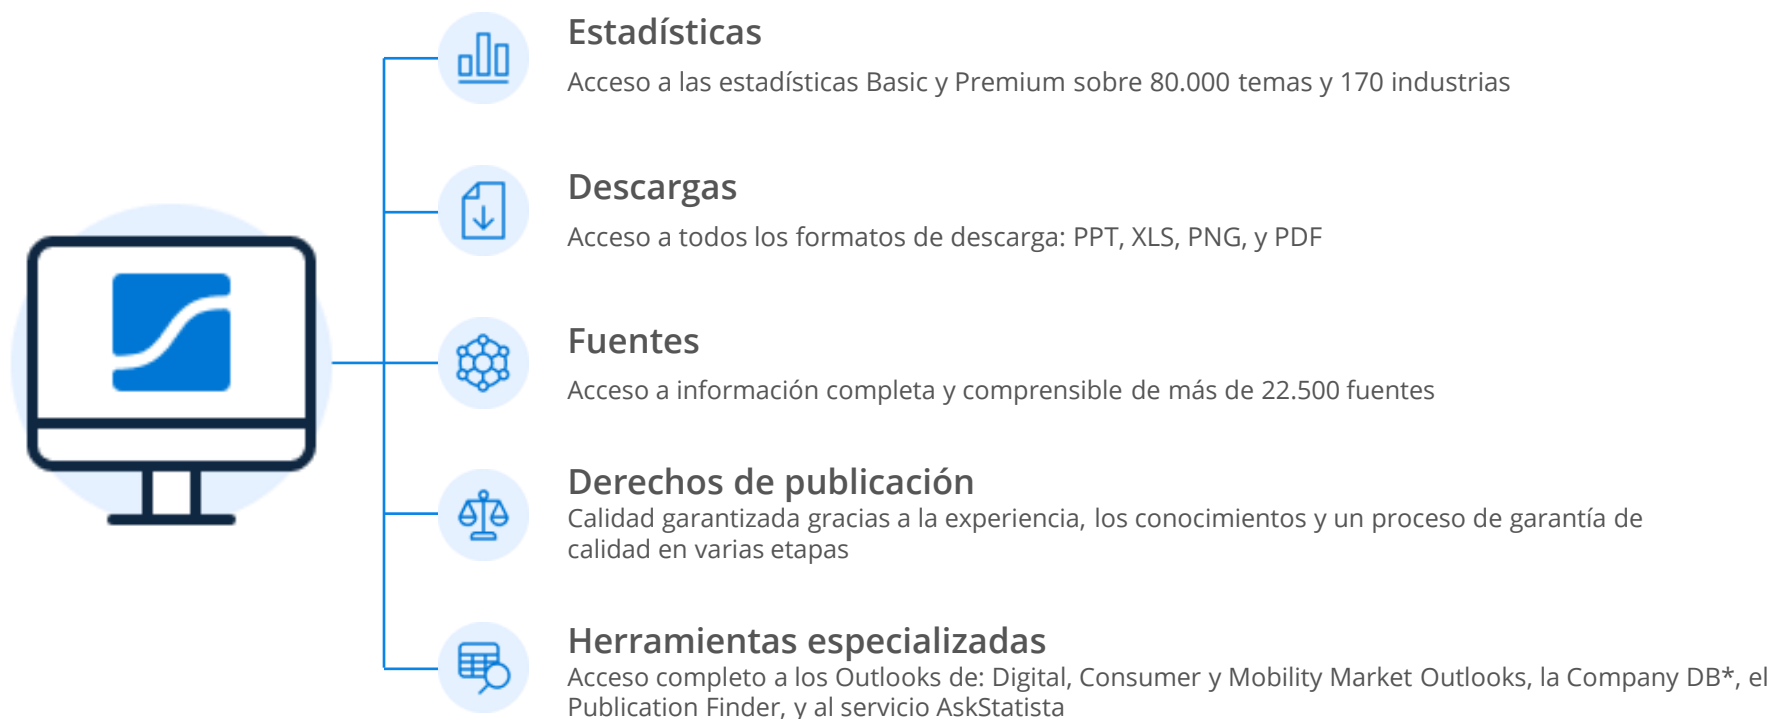 Estadísticas
Acceso a las estadísticas Basic y Premium sobre 80.000 temas y 170 industrias
Descargas
Acceso a todos los formatos de descarga: PPT, XLS, PNG, y PDF
Fuentes
Acceso a información completa y comprensible de más de 22.500 fuentes
Derechos de publicación
Calidad garantizada gracias a la experiencia, los conocimientos y un proceso de garantía de
calidad en varias etapas
Herramientas especializadas
Acceso completo a los Outlooks de: Digital, Consumer y Mobility Market Outlooks, la Company DB*, el
Publication Finder, y al servicio AskStatista